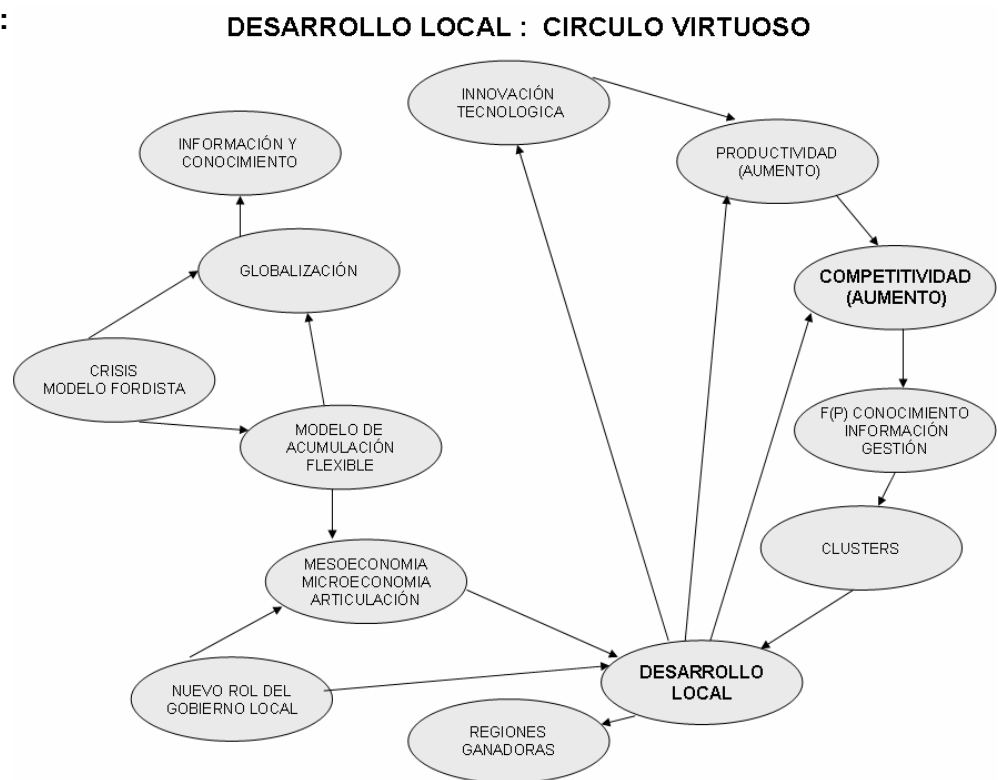 :
DESARROLLO LOCAL : CIRCULO VIRTUOSO
INNOVACIÓN
TECNOLOGICA
INFORMACIÓN Y
CONOCIMIENTO
PRODUCTIVIDAD
(AUMENTO)
GLOBALIZACIÓN
COMPETITIVIDAD
(AUMENTO)
CRISIS
MODELO FORDISTA
MODELO DE
ACUMULACIÓN
FLEXIBLE
F(P) CONOCIMIENTO
INFORMACIÓN
GESTIÓN
CLUSTERS
MESOECONOMIA
MICROECONOMIA
ARTICULACIÓN
DESARROLLO
LOCAL
NUEVO ROL DEL
GOBIERNO LOCAL
REGIONES
GANADORAS